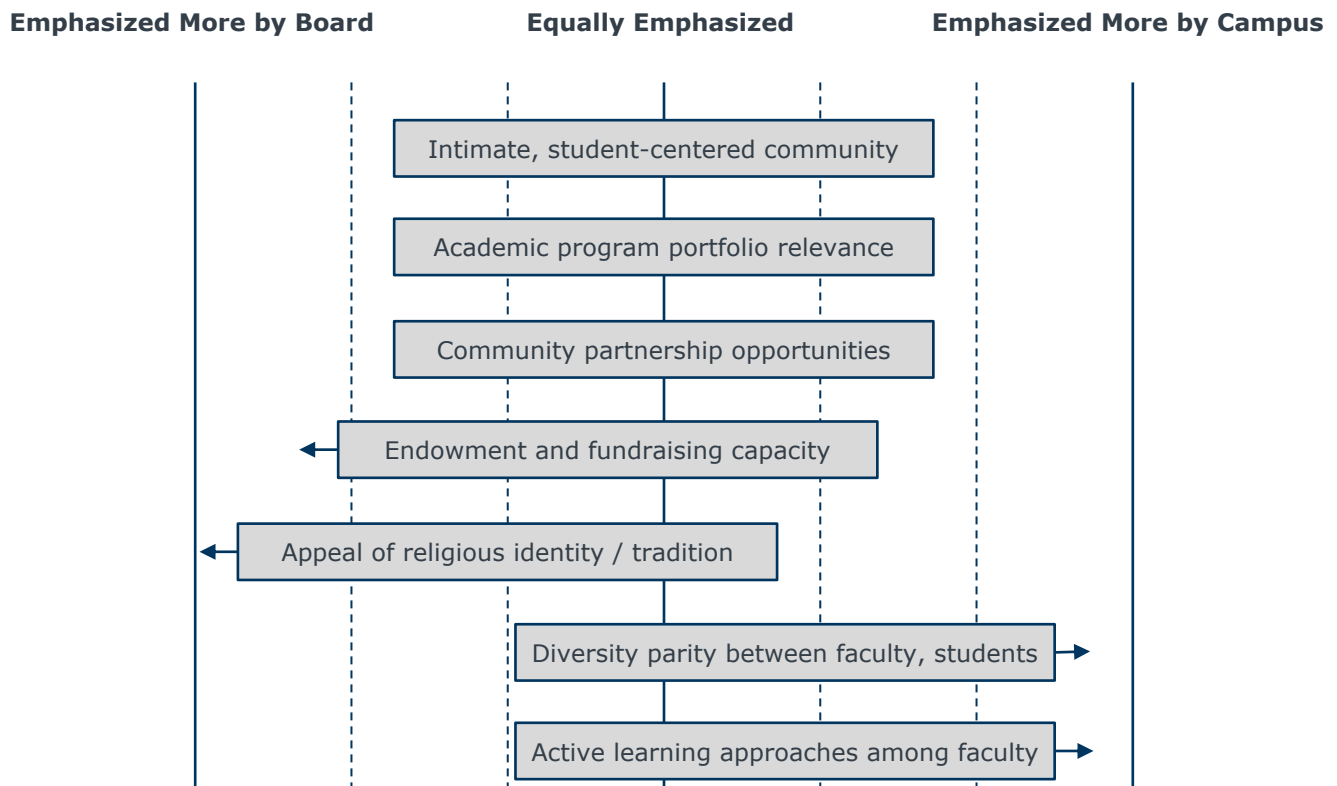 Emphasized More by Board
Equally Emphasized
Emphasized More by Campus
Intimate, student-centered community
Academic program portfolio relevance
Community partnership opportunities
Endowment and fundraising capacity
Appeal of religious identity / tradition
Diversity parity between faculty, students
Active learning approaches among faculty